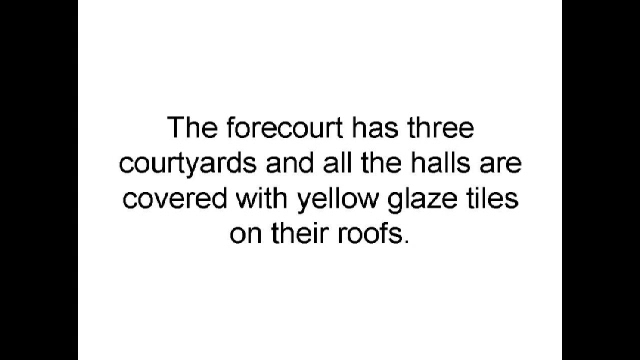 The forecourt has three
courtyards and all the halls are
covered with yellow glaze tiles
on their roofs.